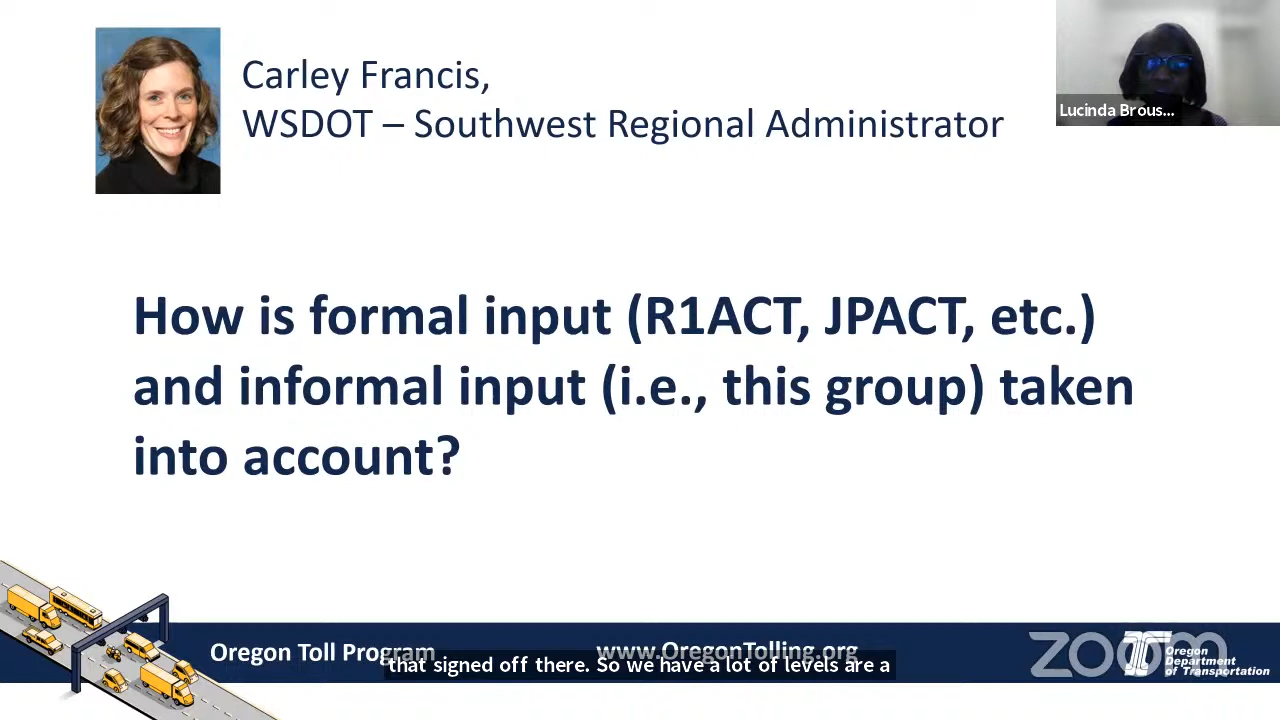 Carley Francis,
WSDOT – Southwest Regional Administrator
Lucinda Brous...
How is formal input (R1ACT, JPACT, etc.)
and informal input (i.e., this group) taken
into account?
Oregon Toll Program
www.OregonTolling.org
that signed off there. So we have a lot of levels are a
zoom
Oregon
Department
of Transportation